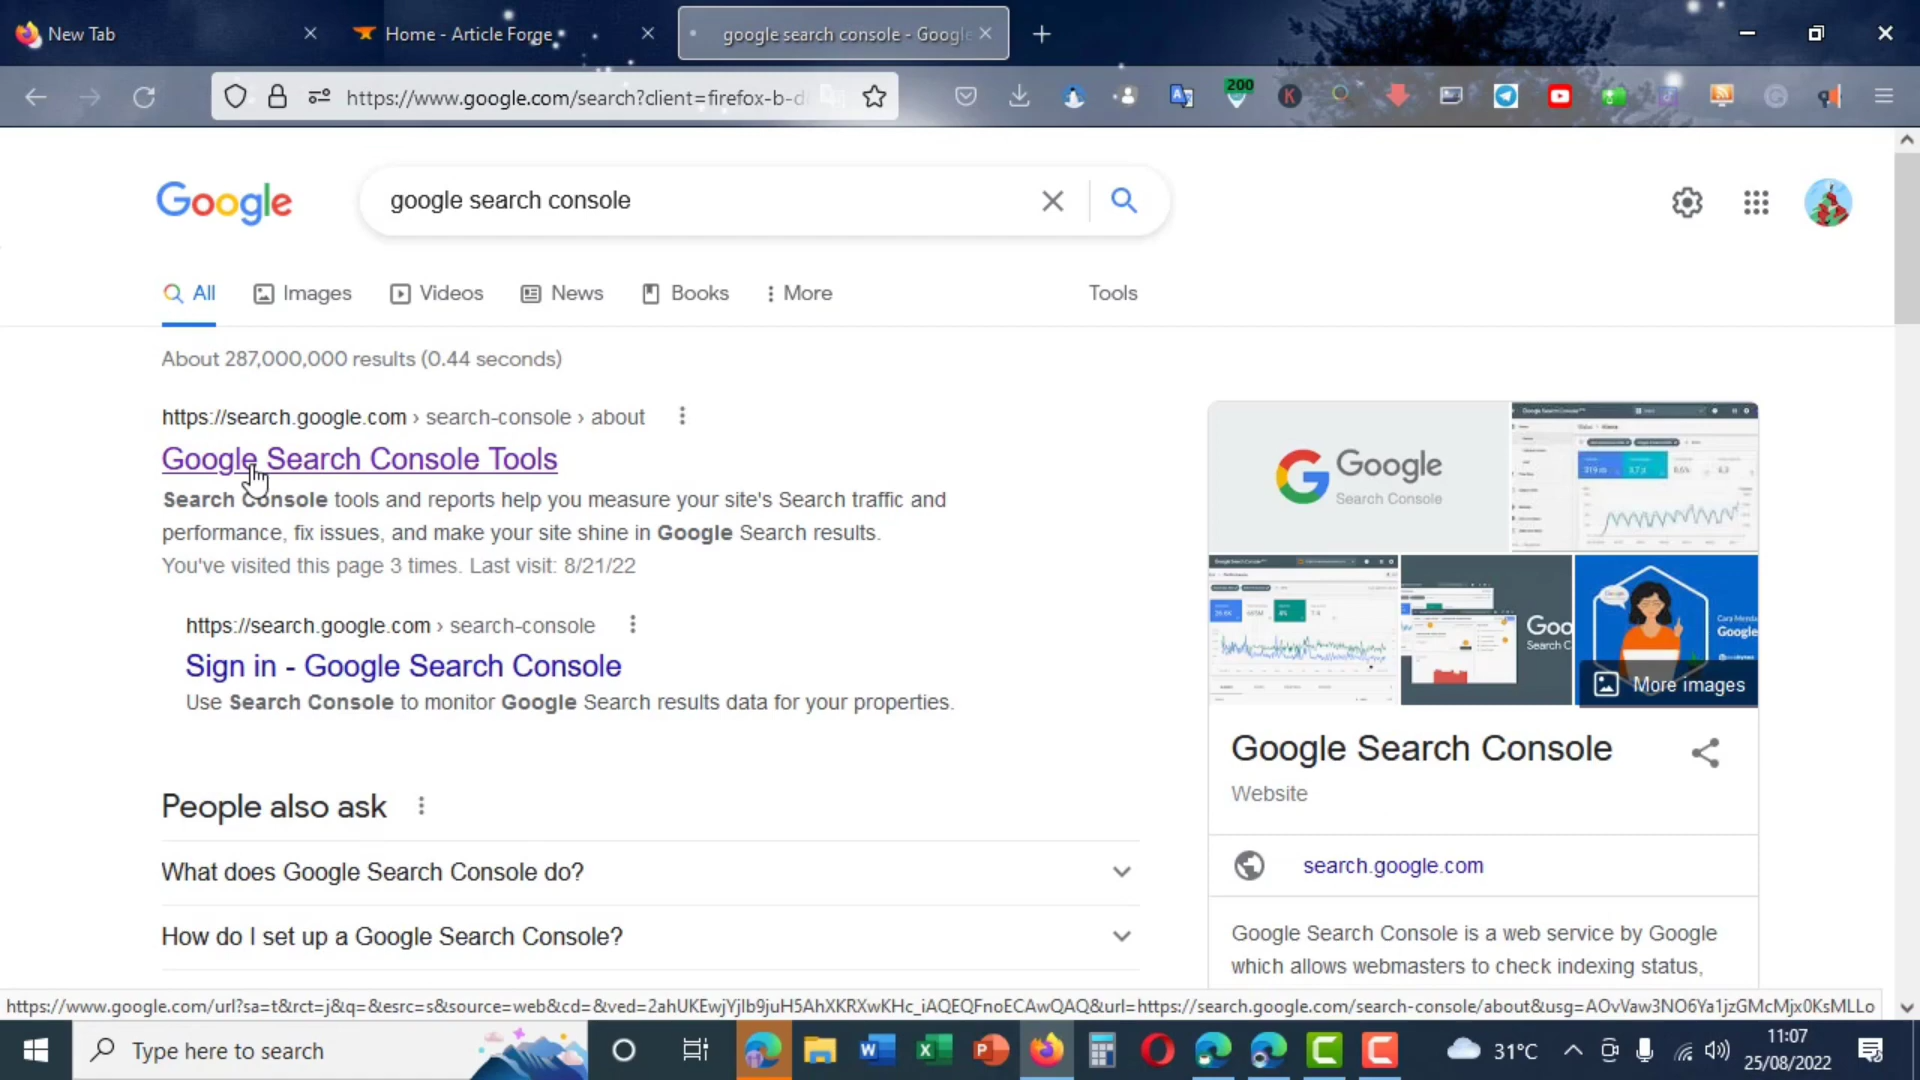 New Tab
Home - Article Forge
google search console - Googl
https://www.google.com/search?client=firefox-b-d
200
Google
google search console
All
Images
Videos
News
Books
More
Tools
About 287,000,000 results (0.44 seconds)
https://search.google.com › search-console › about
Google Search Console Tools
Search Console tools and reports help you measure your site's Search traffic and
performance, fix issues, and make your site shine in Google Search results.
You've visited this page 3 times. Last visit: 8/21/22
https://search.google.com › search-console
Sign in - Google Search Console
Use Search Console to monitor Google Search results data for your properties.
People also ask
What does Google Search Console do?
How do I set up a Google Search Console?
Google
Search Console
Goo
Search C
Cara Menda
Google
More images
Google Search Console
Website
search.google.com
Google Search Console is a web service by Google
which allows webmasters to check indexing status,
https://www.google.com/url?sa=t&rct=j&q=&esrc=s&source=web&cd=&ved=2ahUKEwjYjIb9juH5AhXKRXwKHc_iAQEQFnoECAwQAQ&url=https://search.google.com/search-console/about&usg=AOvVaw3NO6Ya1jzGMcMjx0KsMLLo
Type here to search
31°C
11:07
25/08/2022